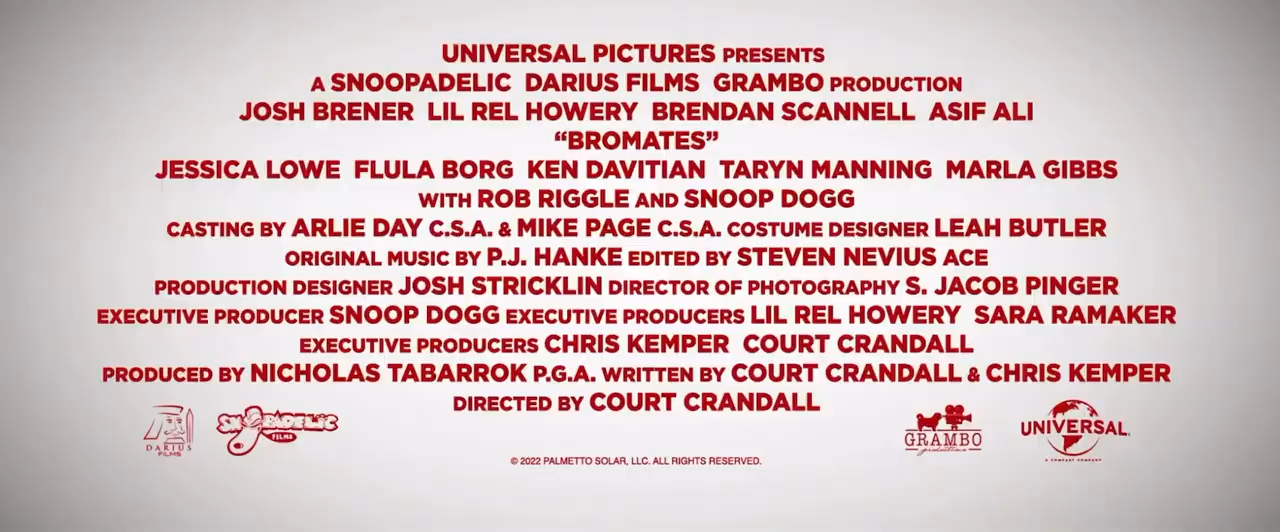 UNIVERSAL PICTURES PRESENTS
A SNOOPADELIC DARIUS FILMS GRAMBO PRODUCTION
JOSH BRENER LIL REL HOWERY BRENDAN SCANNELL ASIF ALI
“BROMATES”
JESSICA LOWE FLULA BORG KEN DAVITIAN TARYN MANNING MARLA GIBBS
WITH ROB RIGGLE AND SNOOP DOGG
CASTING BY ARLIE DAY C.S.A. & MIKE PAGE C.S.A. COSTUME DESIGNER LEAH BUTLER
ORIGINAL MUSIC BY P.J. HANKE EDITED BY STEVEN NEVIUS ACE
PRODUCTION DESIGNER JOSH STRICKLIN DIRECTOR OF PHOTOGRAPHY S. JACOB PINGER
EXECUTIVE PRODUCER SNOOP DOGG EXECUTIVE PRODUCERS LIL REL HOWERY SARA RAMAKER
EXECUTIVE PRODUCERS CHRIS KEMPER COURT CRANDALL
PRODUCED BY NICHOLAS TABARROK P.G.A. WRITTEN BY COURT CRANDALL & CHRIS KEMPER
DIRECTED BY COURT CRANDALL
DARIUS
FILMS
SNOOPADELIC
FILMS
GRAMBO
productions
UNIVERSAL
A COMCAST COMPANY
© 2022 PALMETTO SOLAR, LLC. ALL RIGHTS RESERVED.